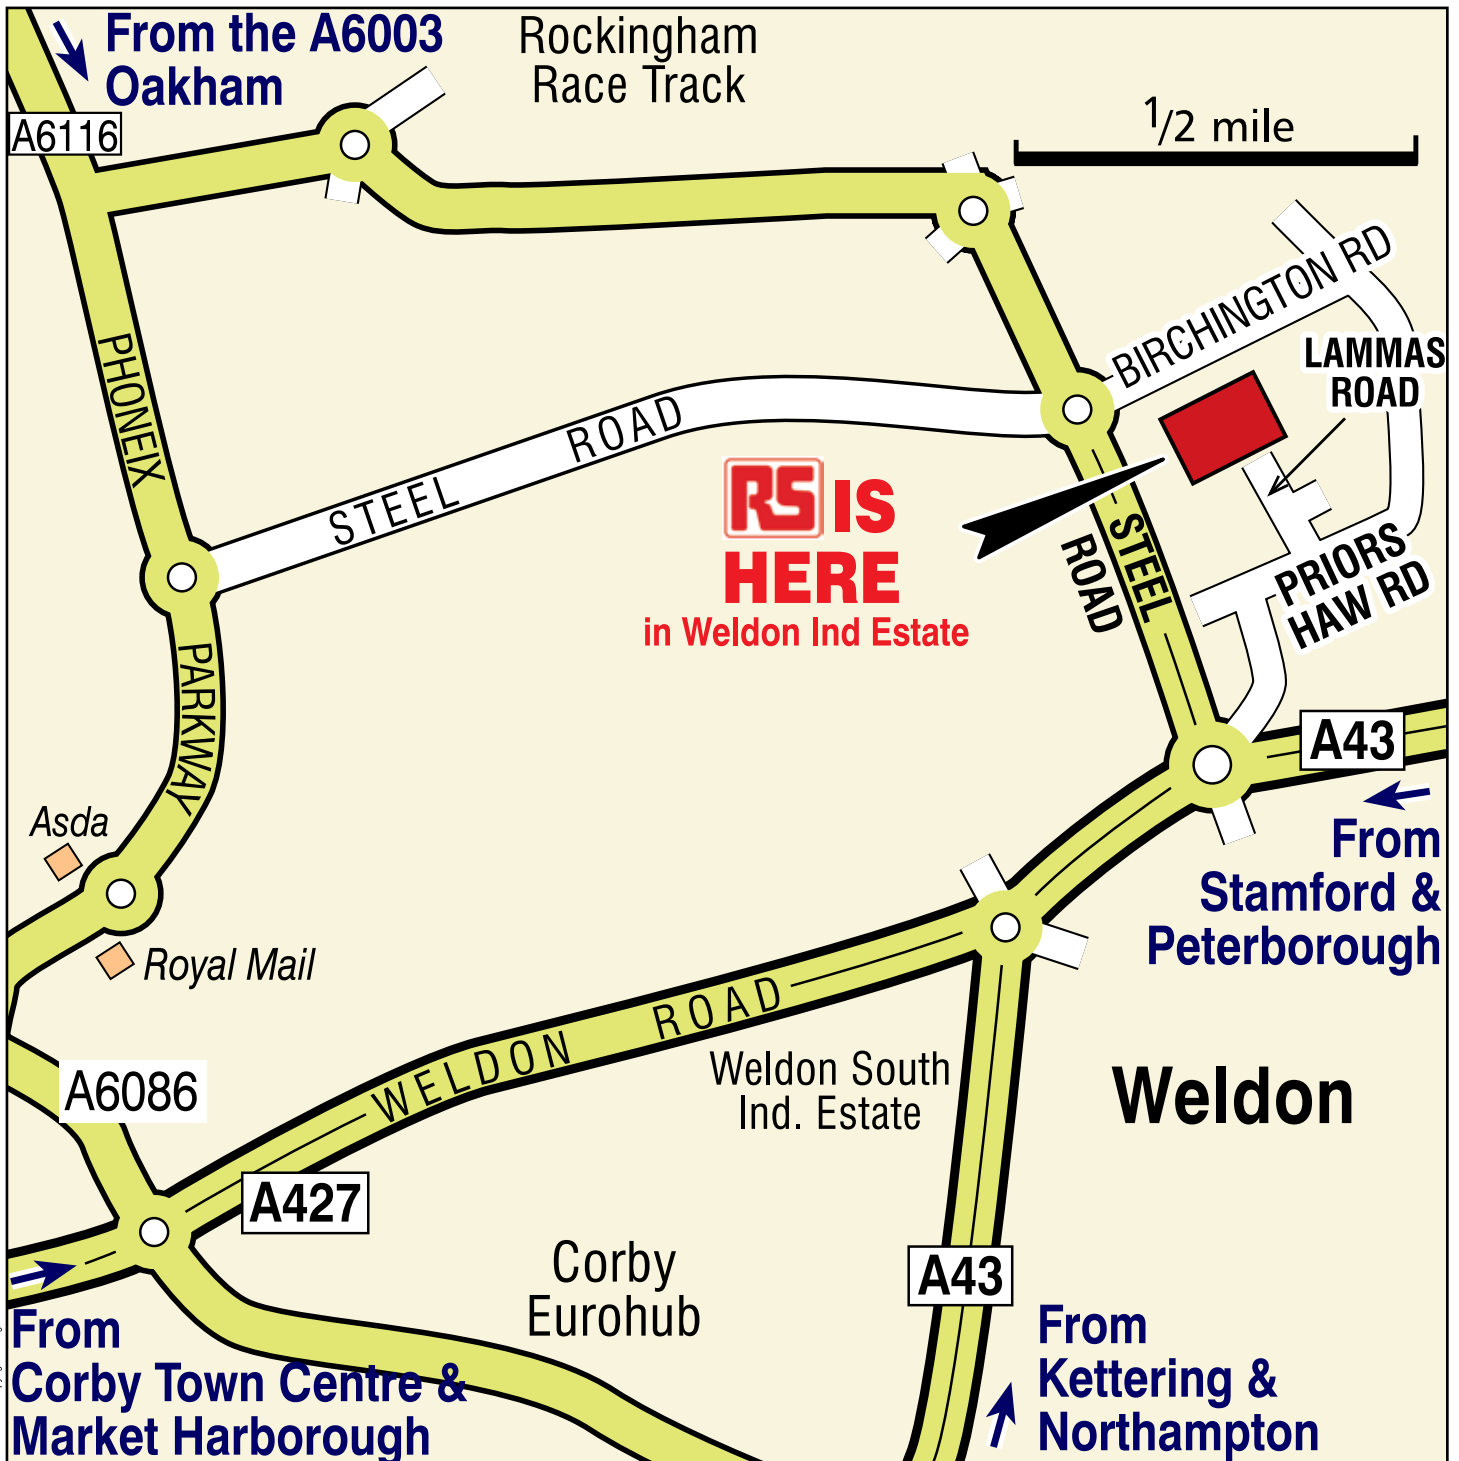 From the A6003
Oakham
Rockingham
Race Track
A6116
1/2 mile
BIRCHINGTON RD
LAMMAS
ROAD
PHONEIX
STEEL ROAD
RS IS
HERE
in Weldon Ind Estate
STEEL
ROAD
PRIORS
HAW RD
PARKWAY
A43
Asda
From
Stamford &
Peterborough
Royal Mail
WELDON ROAD
Weldon South
Ind. Estate
Weldon
A6086
A427
Corby
Eurohub
A43
From
Corby Town Centre &
Market Harborough
From
Kettering &
Northampton